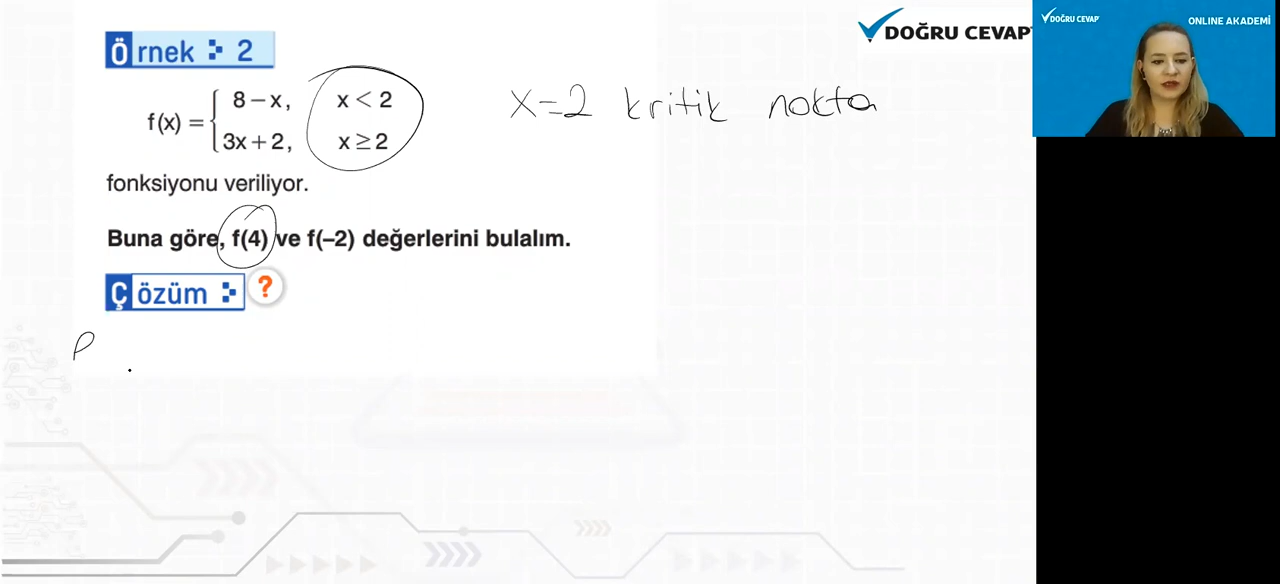 Örnek 2
DOĞRU CEVAP
DOĞRU CEVAP
ONLINE AKADEMİ
f(x) = { 8 – x, x < 2
3x + 2, x ≥ 2
x=2 kritik nokta
fonksiyonu veriliyor.
Buna göre, f(4) ve f(–2) değerlerini bulalım.
Çözüm ?